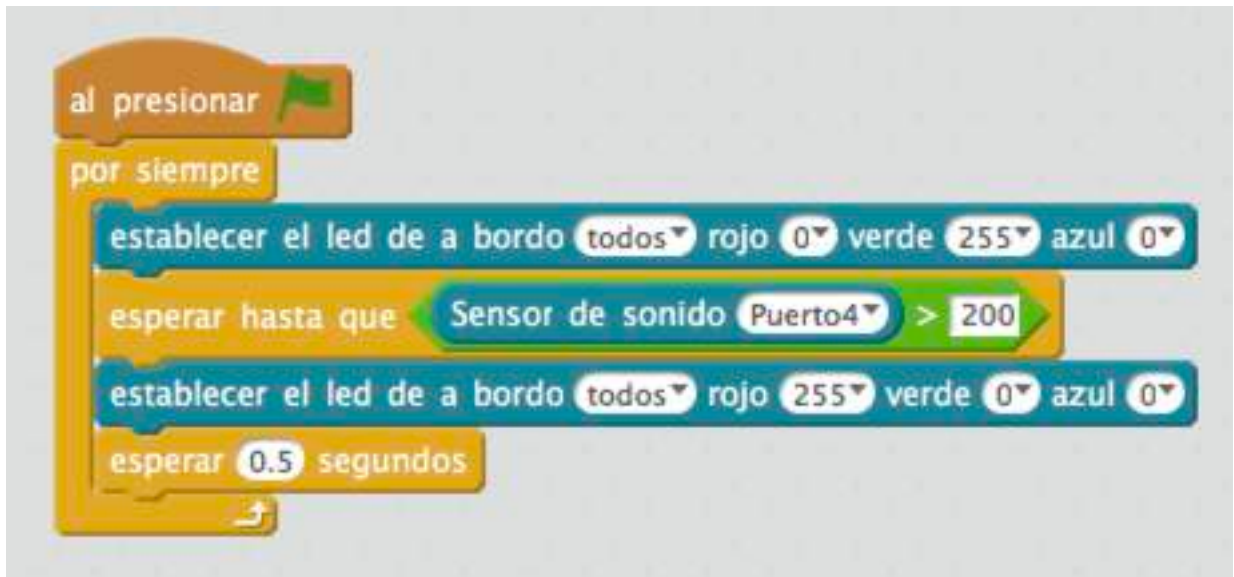 al presionar
por siempre
establecer el led de a bordo todos rojo 0 verde 255 azul 0
esperar hasta que Sensor de sonido Puerto4 > 200
establecer el led de a bordo todos rojo 255 verde 0 azul 0
esperar 0.5 segundos